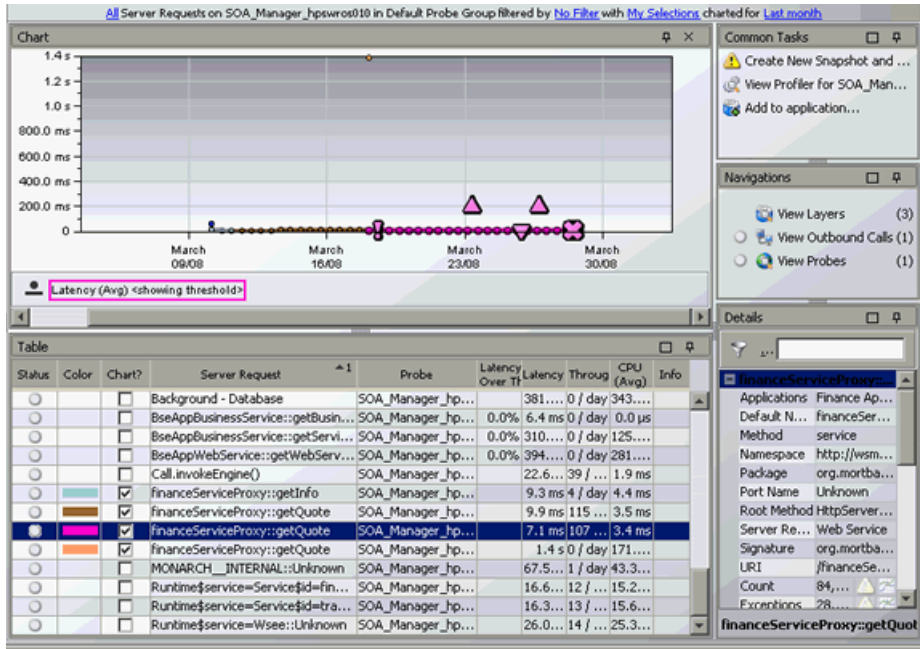 All Server Requests on SOA_Manager_hpswros010 in Default Probe Group filtered by No Filter with My Selections charted for Last month
Chart
1.4 s
1.2 s
1.0 s
800.0 ms
600.0 ms
400.0 ms
200.0 ms
0
March 09/08
March 16/08
March 23/08
March 30/08
Latency (Avg) <showing threshold>
Table
Status Color Chart? Server Request 1 Probe Latency Over Th Latency Throug CPU (Avg) Info
Background - Database SOA_Manager_hp... 381.... 0 / day 343....
BseAppBusinessService::getBusin... SOA_Manager_hp... 0.0% 6.4 ms 0 / day 0.0 µs
BseAppBusinessService::getServi... SOA_Manager_hp... 0.0% 310.... 0 / day 125....
BseAppWebService::getWebServ... SOA_Manager_hp... 0.0% 394.... 0 / day 281....
Call.invokeEngine() SOA_Manager_hp... 22.6... 39 / ... 1.9 ms
financeServiceProxy::getInfo SOA_Manager_hp... 9.3 ms 4 / day 4.4 ms
financeServiceProxy::getQuote SOA_Manager_hp... 9.9 ms 115 ... 3.5 ms
financeServiceProxy::getQuote SOA_Manager_hp... 7.1 ms 107 ... 3.4 ms
financeServiceProxy::getQuote SOA_Manager_hp... 1.4 s 0 / day 171....
MONARCH__INTERNAL::Unknown SOA_Manager_hp... 67.5... 1 / day 43.3...
Runtime$service=Service$id=fin... SOA_Manager_hp... 16.6... 12 / ... 15.2...
Runtime$service=Service$id=tra... SOA_Manager_hp... 16.3... 13 / ... 15.6...
Runtime$service=Wsee::Unknown SOA_Manager_hp... 26.0... 14 / ... 25.3...
Common Tasks
Create New Snapshot and ...
View Profiler for SOA_Man...
Add to application...
Navigations
View Layers (3)
View Outbound Calls (1)
View Probes (1)
Details
financeServiceProxy:...
Applications Finance Ap...
Default N... financeSer...
Method service
Namespace http://wsm...
Package org.mortba...
Port Name Unknown
Root Method HttpServer...
Server Re... Web Service
Signature org.mortba...
URI /financeSe...
Count 84,...
Exceptions 28....
financeServiceProxy::getQuot